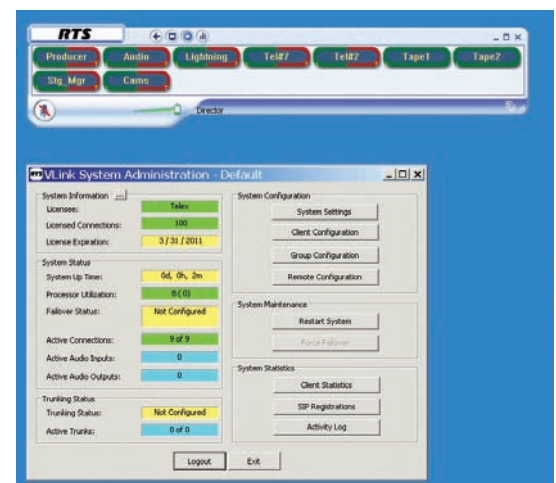 RTS
Producer Audio Lightning Tel#7 Tel#2 Tape1 Tape2
Stg_Mgr Cams
Director
RTS VLink System Administration - Default
System Information ...
Licensee: Telex
Licensed Connections: 100
License Expiration: 3/31/2011
System Status
System Up Time: 0d, 0h, 2m
Processor Utilization: 0 (0)
Failover Status: Not Configured
Active Connections: 9 of 9
Active Audio Inputs: 0
Active Audio Outputs: 0
Trunking Status
Trunking Status: Not Configured
Active Trunks: 0 of 0
System Configuration
System Settings
Client Configuration
Group Configuration
Remote Configuration
System Maintenance
Restart System
Force Failover
System Statistics
Client Statistics
SIP Registrations
Activity Log
Logout Exit